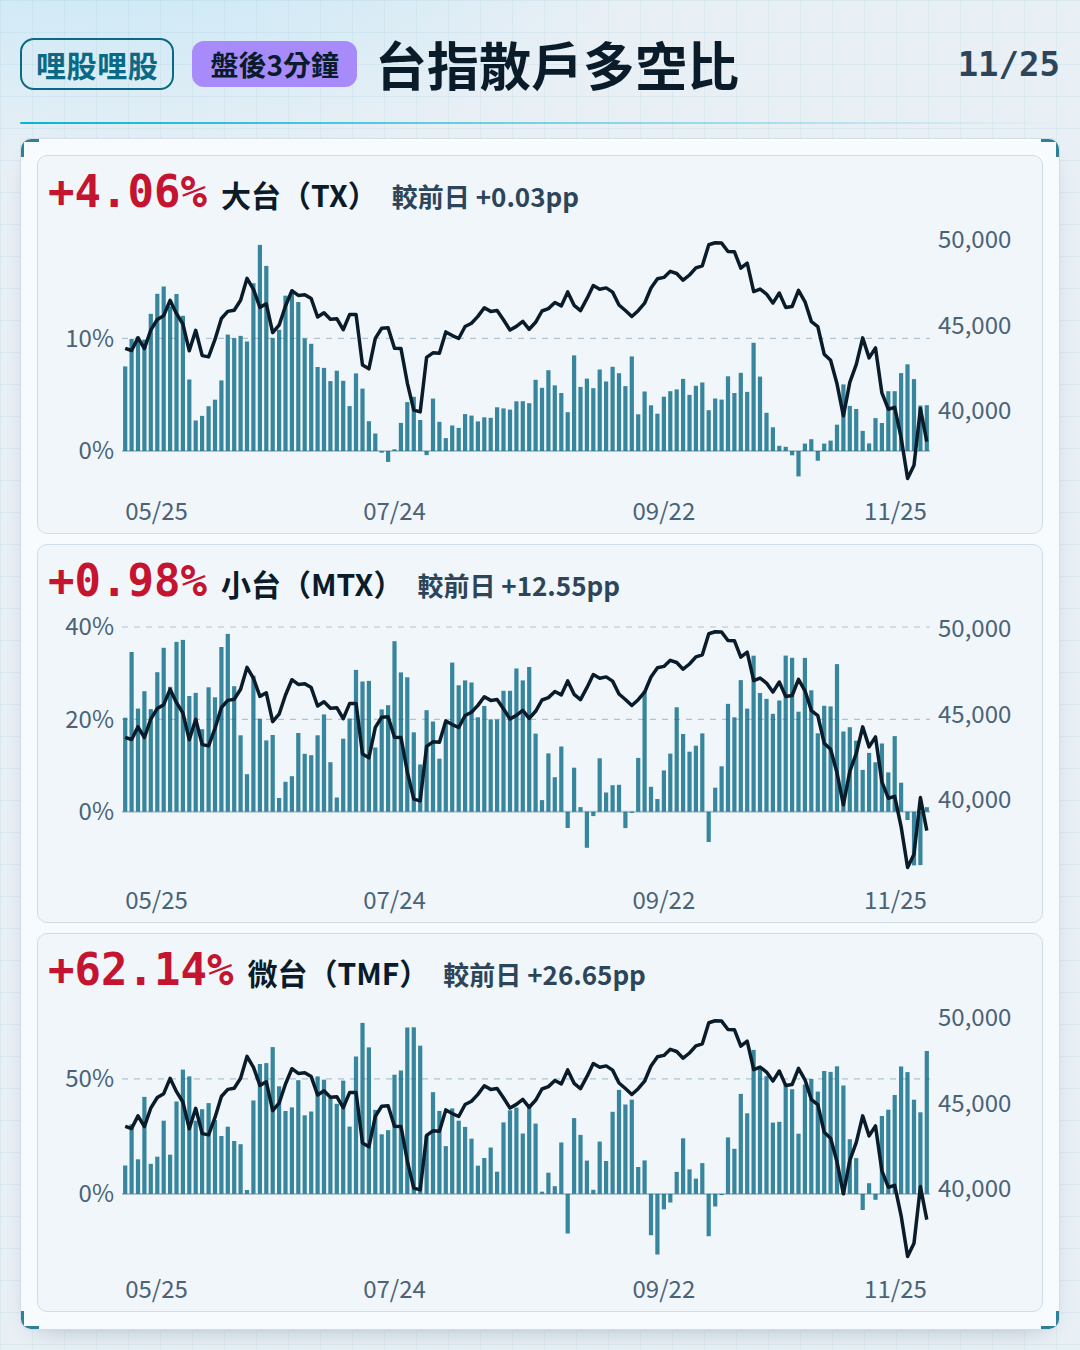 哩股哩股 盤後3分鐘 台指散戶多空比 11/25
+4.06% 大台（TX） 較前日 +0.03pp
50,000
45,000
10%
40,000
0%
05/25 07/24 09/22 11/25
+0.98% 小台（MTX） 較前日 +12.55pp
40% 50,000
20% 45,000
0% 40,000
05/25 07/24 09/22 11/25
+62.14% 微台（TMF） 較前日 +26.65pp
50,000
50%
45,000
0% 40,000
05/25 07/24 09/22 11/25